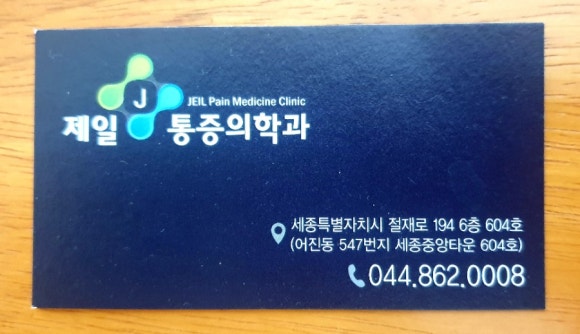 J
JEIL Pain Medicine Clinic
제일 통증의학과
세종특별자치시 절재로 194 6층 604호
(어진동 547번지 세종중앙타운 604호)
044.862.0008